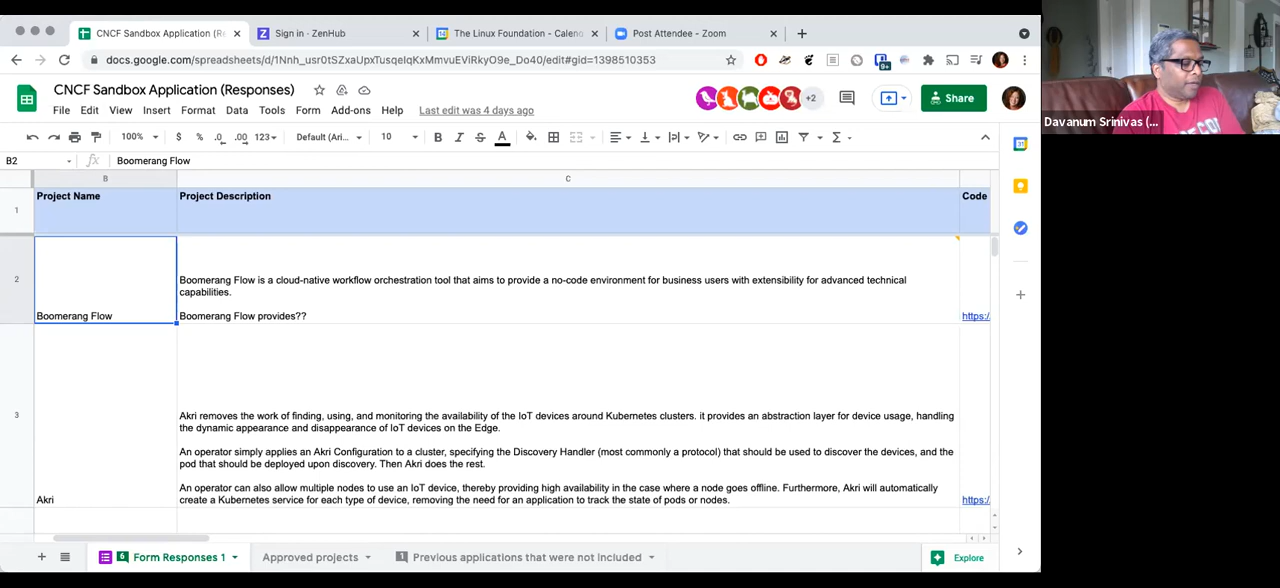 CNCF Sandbox Application (Re
Sign in · ZenHub
The Linux Foundation - Calend
Post Attendee - Zoom
docs.google.com/spreadsheets/d/1Nnh_usr0tSZxaUpxTusqeIqKxMmvuEViRkyO9e_Do40/edit#gid=1398510353
9+
CNCF Sandbox Application (Responses)
File Edit View Insert Format Data Tools Form Add-ons Help Last edit was 4 days ago
+2
Share
100% $ % .0 .00 123 Default (Ari... 10 B I S A
B2 fx Boomerang Flow
B C
1 Project Name Project Description Code
2 Boomerang Flow is a cloud-native workflow orchestration tool that aims to provide a no-code environment for business users with extensibility for advanced technical
capabilities.
Boomerang Flow Boomerang Flow provides?? https:/
3
Akri removes the work of finding, using, and monitoring the availability of the IoT devices around Kubernetes clusters. it provides an abstraction layer for device usage, handling
the dynamic appearance and disappearance of IoT devices on the Edge.
An operator simply applies an Akri Configuration to a cluster, specifying the Discovery Handler (most commonly a protocol) that should be used to discover the devices, and the
pod that should be deployed upon discovery. Then Akri does the rest.
An operator can also allow multiple nodes to use an IoT device, thereby providing high availability in the case where a node goes offline. Furthermore, Akri will automatically
Akri create a Kubernetes service for each type of device, removing the need for an application to track the state of pods or nodes. https:/
6 Form Responses 1 Approved projects 1 Previous applications that were not included Explore
Davanum Srinivas (...